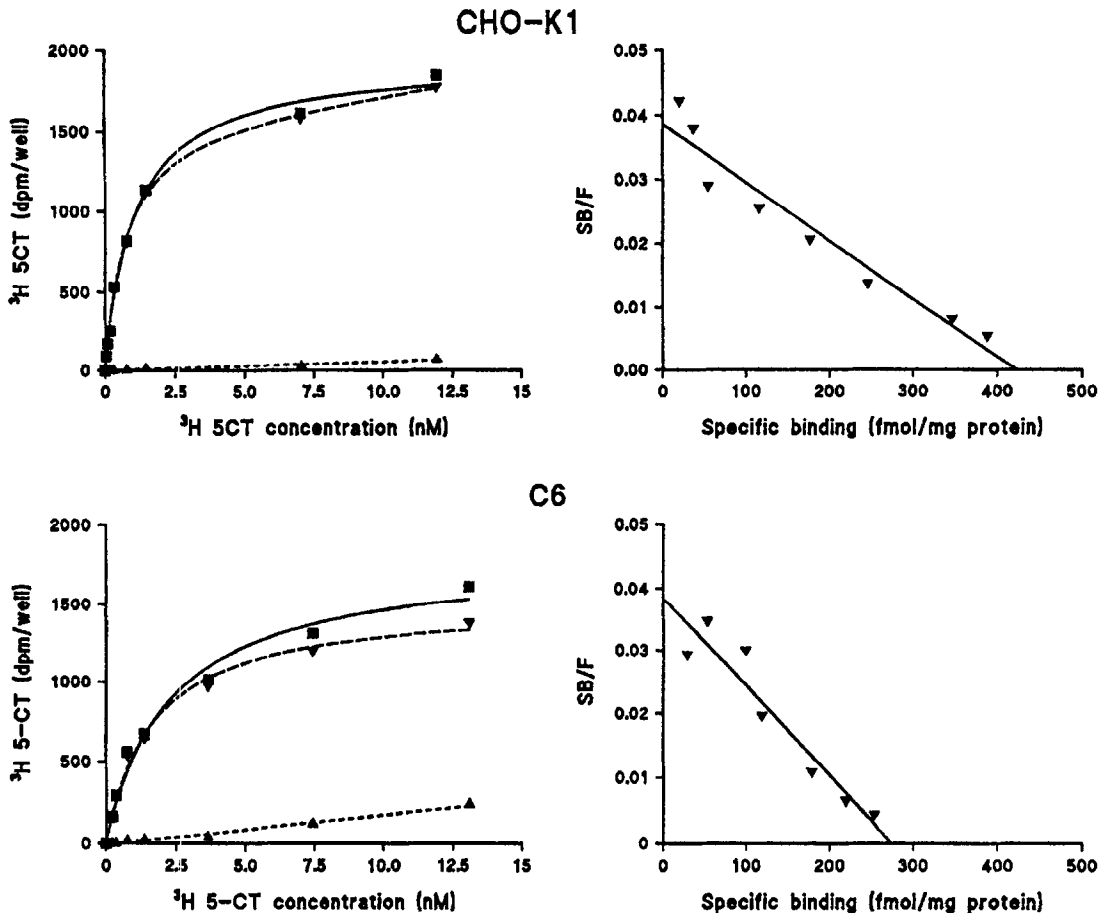 CHO-K1
2000
1500
1000
500
0
³H 5CT (dpm/well)
0 2.5 5.0 7.5 10.0 12.5 15
³H 5CT concentration (nM)
0.05
0.04
0.03
0.02
0.01
0.00
SB/F
0 100 200 300 400 500
Specific binding (fmol/mg protein)
C6
2000
1500
1000
500
0
³H 5-CT (dpm/well)
0 2.5 5.0 7.5 10.0 12.5 15
³H 5-CT concentration (nM)
0.05
0.04
0.03
0.02
0.01
0
SB/F
0 100 200 300 400 500
Specific binding (fmol/mg protein)